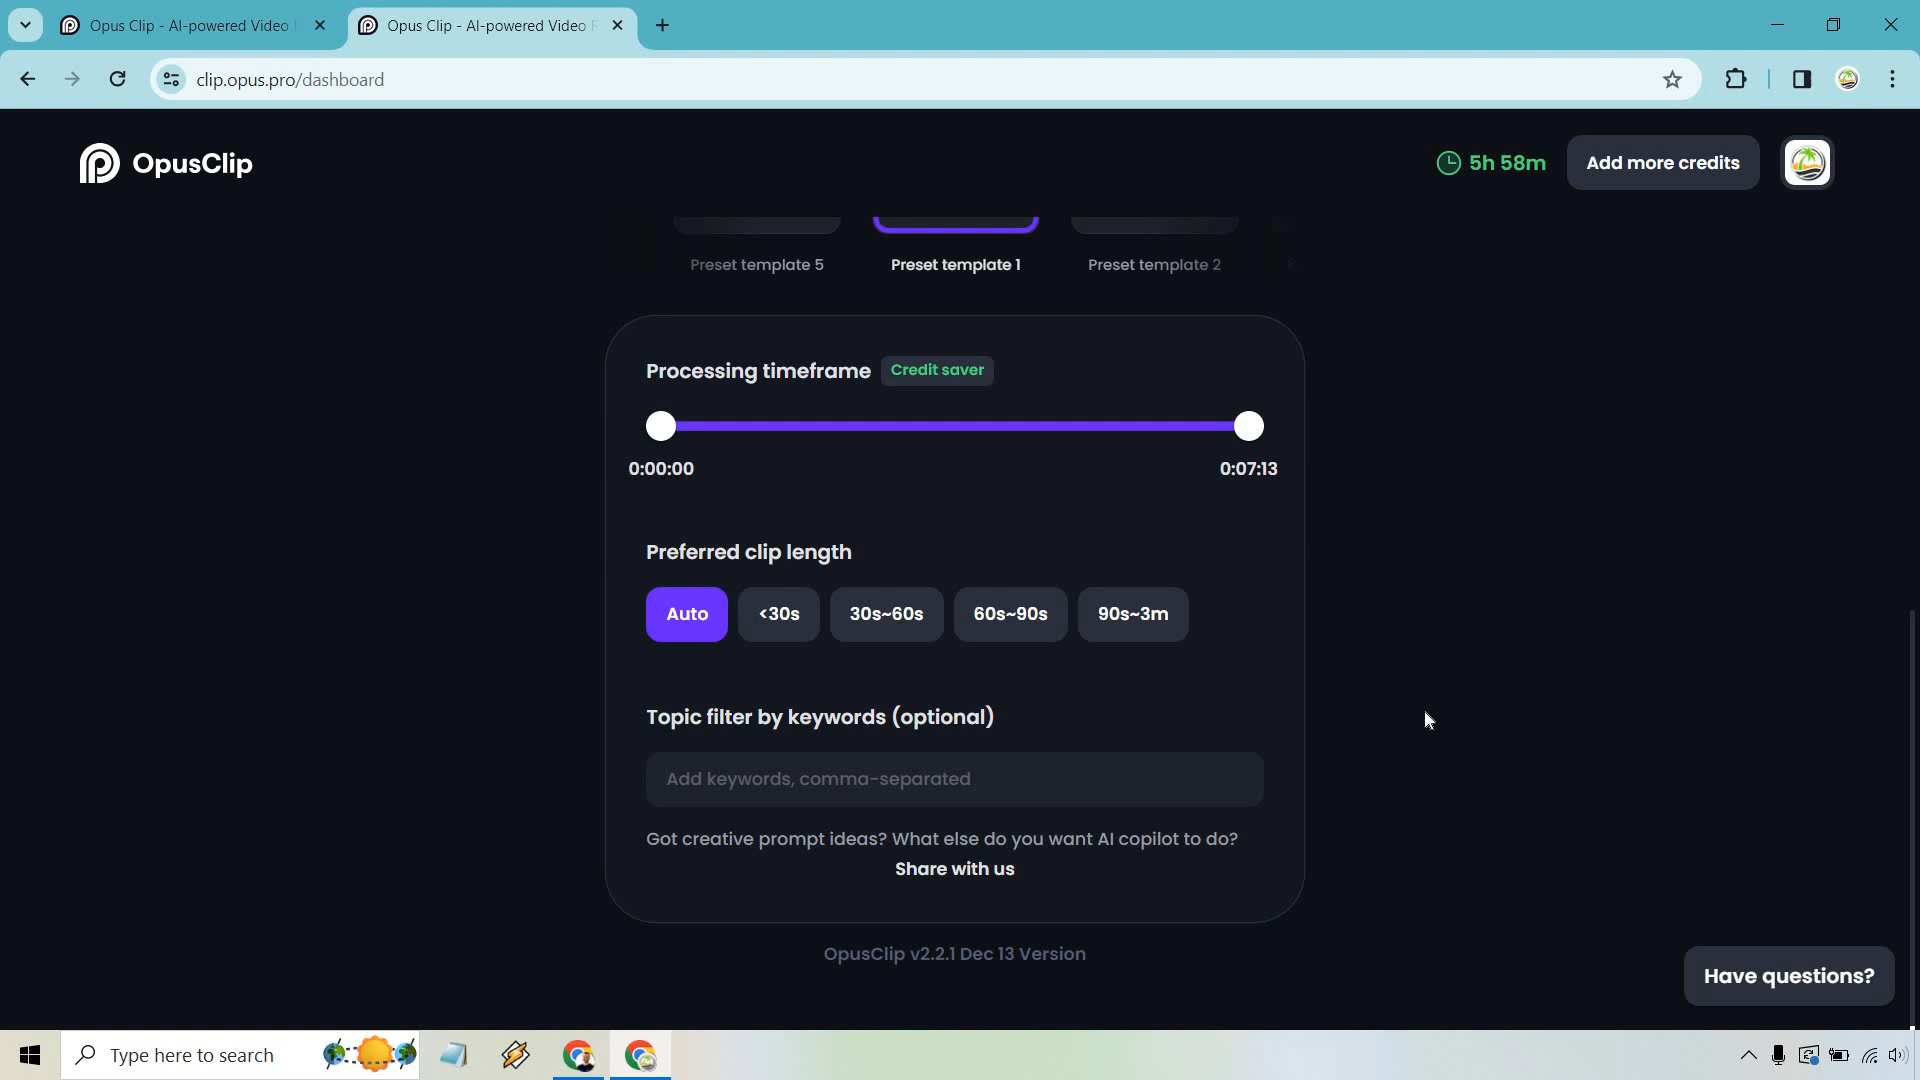 Opus Clip - AI-powered Video
Opus Clip - AI-powered Video
clip.opus.pro/dashboard
OpusClip
5h 58m
Add more credits
Preset template 5
Preset template 1
Preset template 2
Processing timeframe
Credit saver
0:00:00
0:07:13
Preferred clip length
Auto
<30s
30s~60s
60s~90s
90s~3m
Topic filter by keywords (optional)
Add keywords, comma-separated
Got creative prompt ideas? What else do you want AI copilot to do?
Share with us
OpusClip v2.2.1 Dec 13 Version
Have questions?
Type here to search